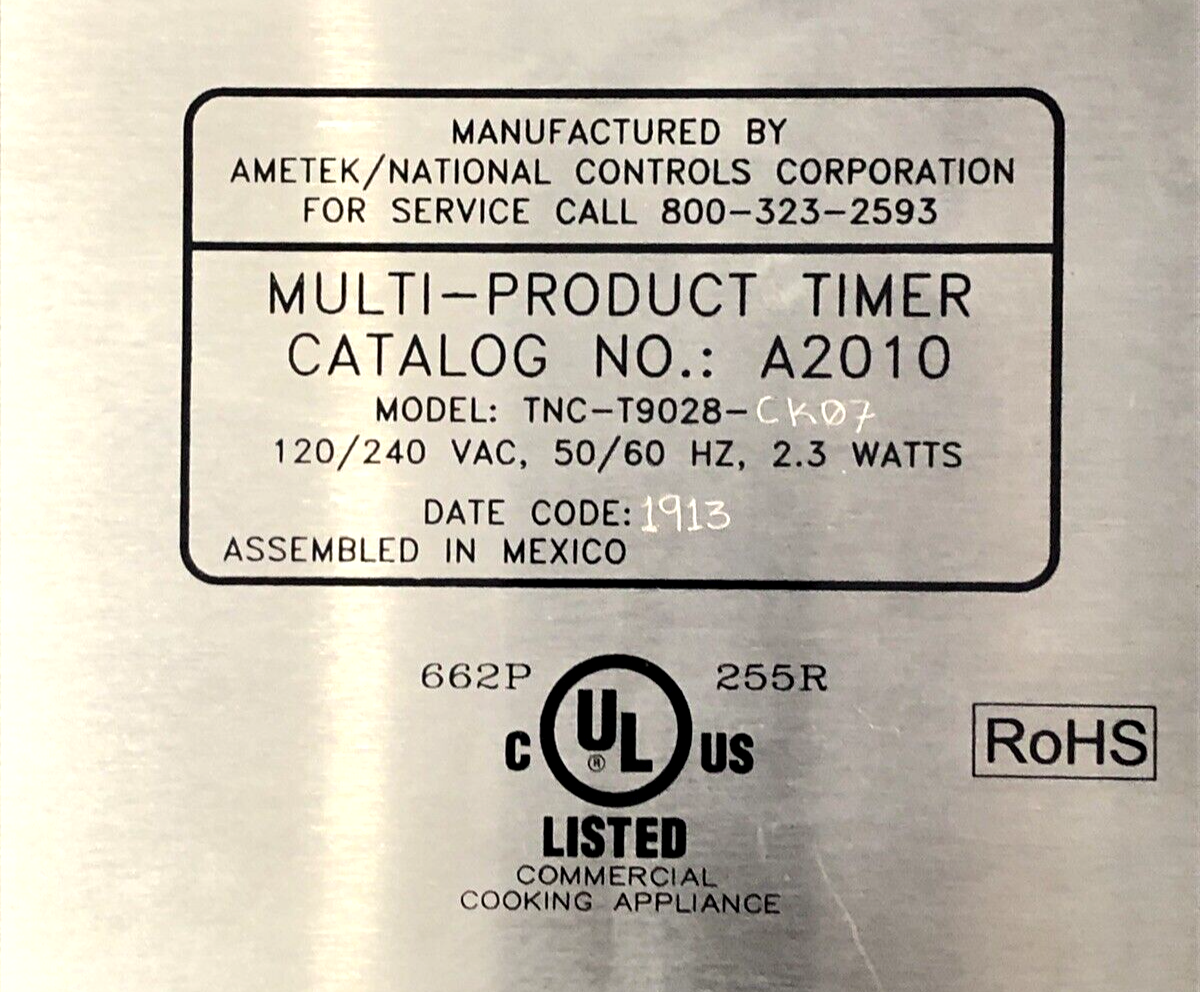 MANUFACTURED BY
AMETEK/NATIONAL CONTROLS CORPORATION
FOR SERVICE CALL 800-323-2593
MULTI-PRODUCT TIMER
CATALOG NO.: A2010
MODEL: TNC-T9028-CK07
120/240 VAC, 50/60 HZ, 2.3 WATTS
DATE CODE: 1913
ASSEMBLED IN MEXICO
662P 255R
C UL® US
LISTED
COMMERCIAL
COOKING APPLIANCE
RoHS